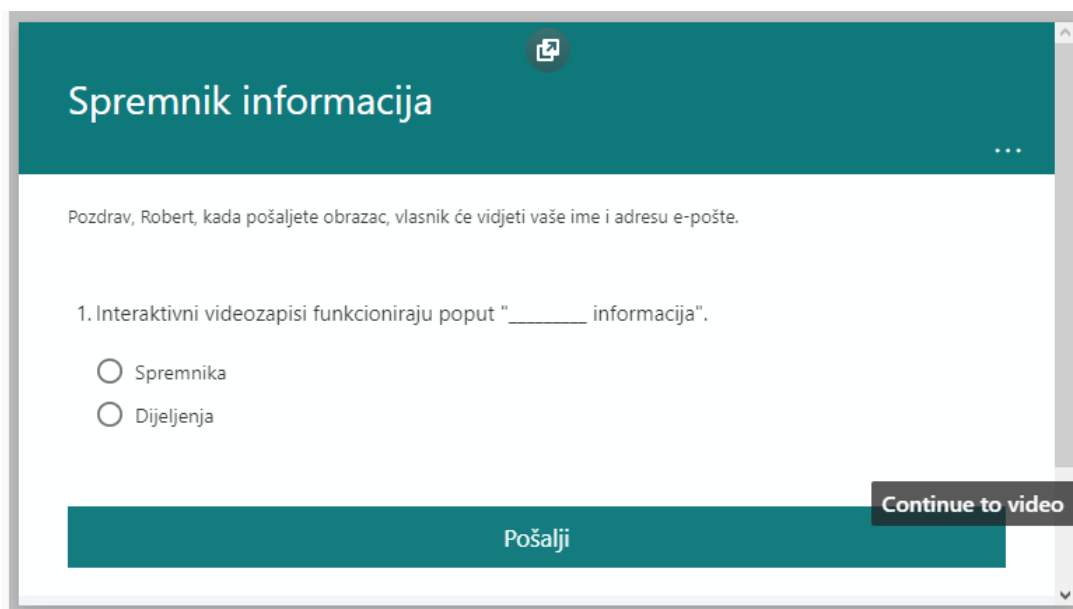 Spremnik informacija
...
Pozdrav, Robert, kada pošaljete obrazac, vlasnik će vidjeti vaše ime i adresu e-pošte.
1. Interaktivni videozapisi funkcioniraju poput "_________ informacija".
Spremnika
Dijeljenja
Continue to video
Pošalji